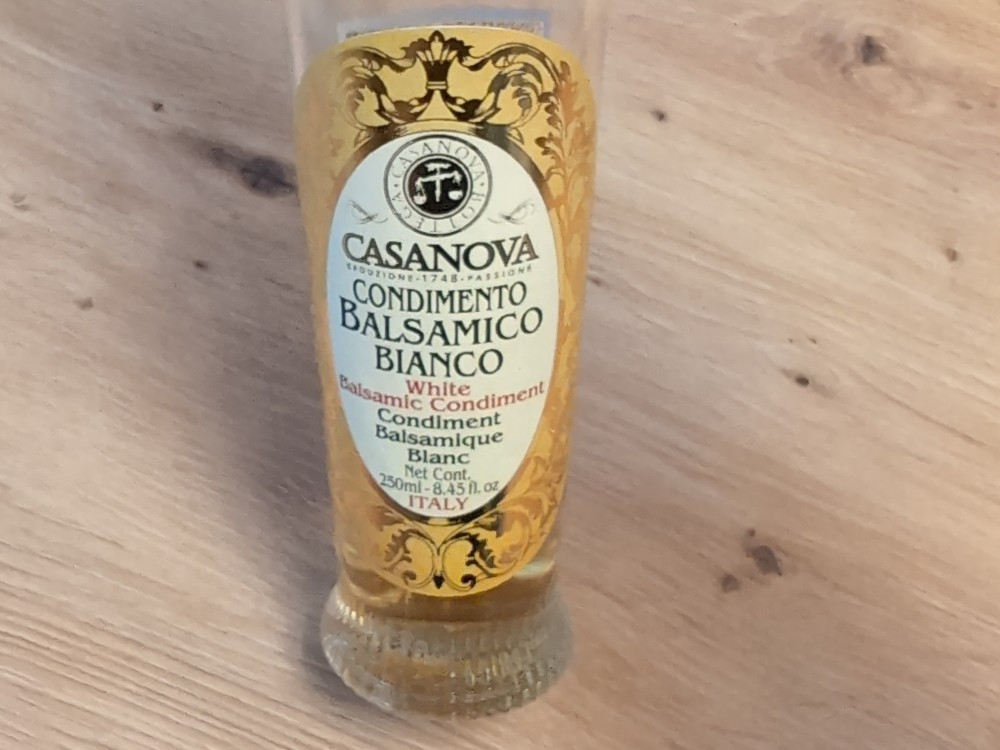 CASANOVA BOTTEGA
CASANOVA
SEDUZIONE · 1748 · PASSIONE
CONDIMENTO
BALSAMICO
BIANCO
White
Balsamic Condiment
Condiment
Balsamique
Blanc
Net Cont.
250ml - 8.45 fl. oz
ITALY